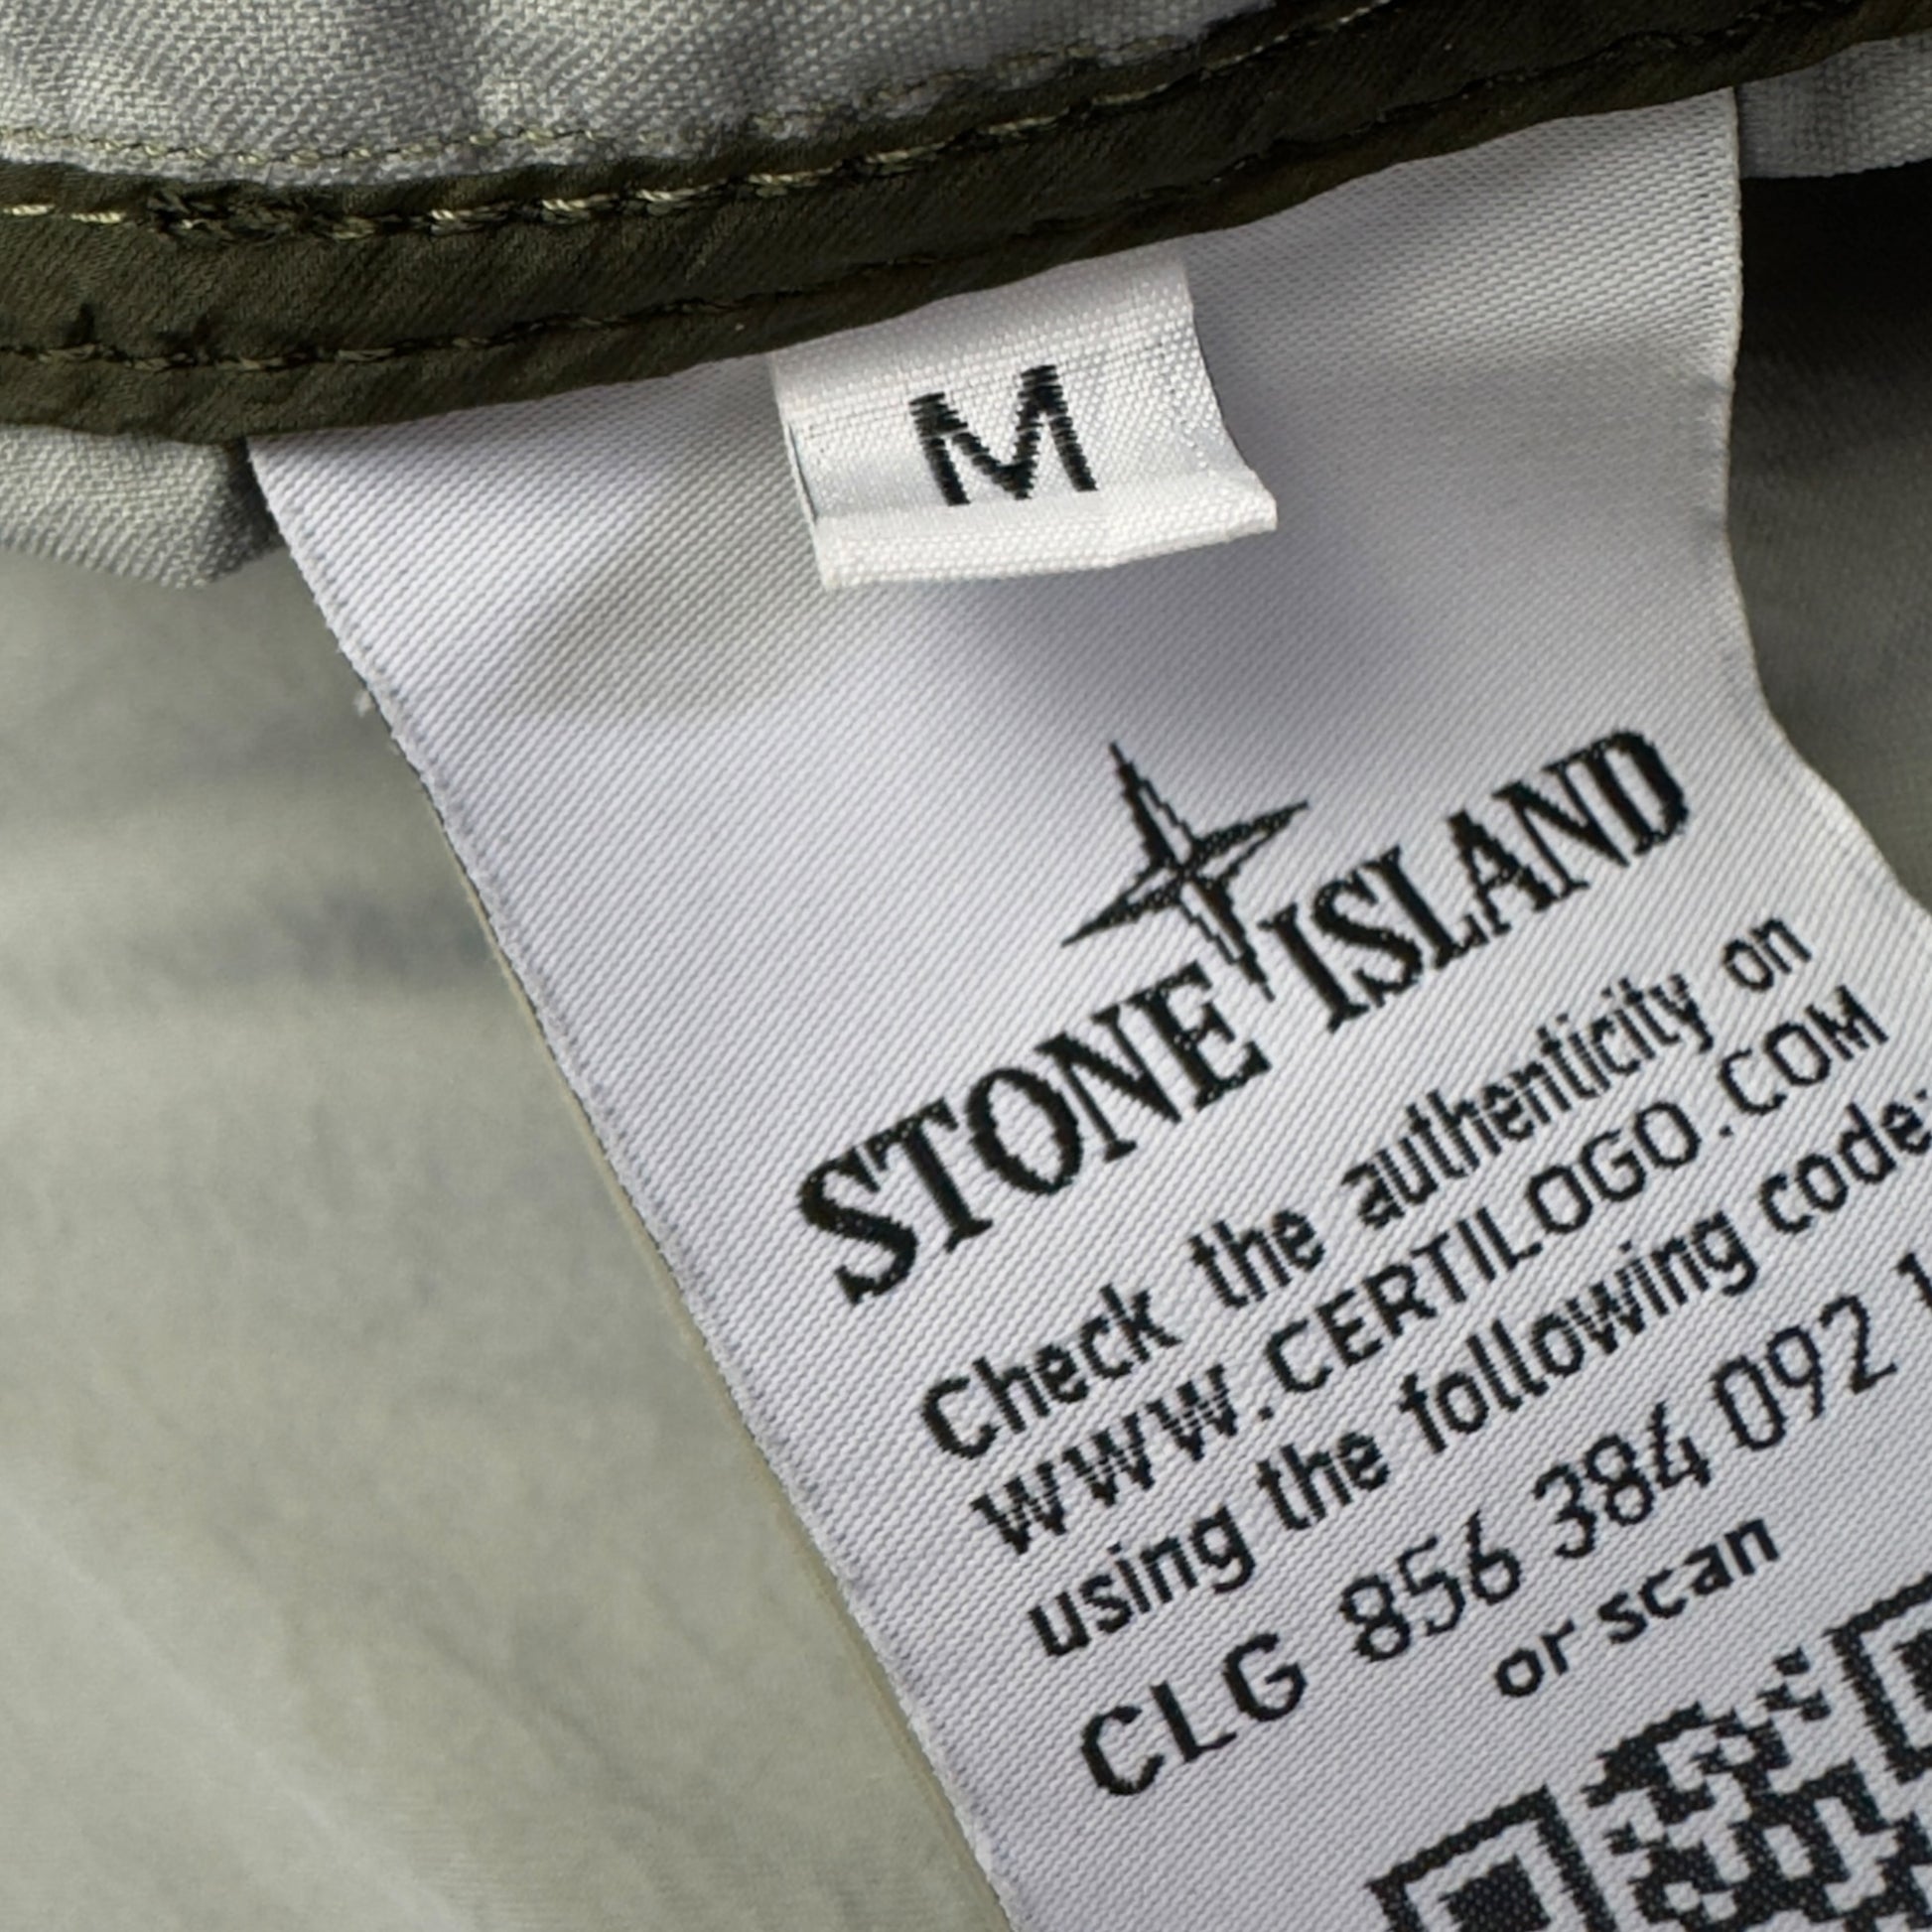 M
STONE ISLAND
Check the authenticity on
WWW.CERTILOGO.COM
using the following code:
CLG 856 384 092 1
or scan